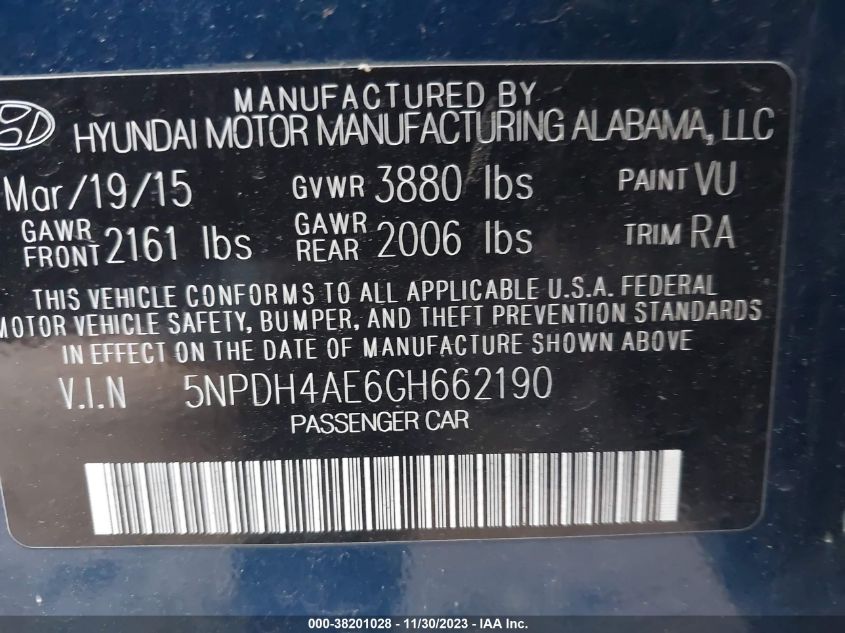 MANUFACTURED BY
HYUNDAI MOTOR MANUFACTURING ALABAMA, LLC
Mar/19/15 GVWR 3880 lbs PAINT VU
GAWR FRONT 2161 lbs GAWR REAR 2006 lbs TRIM RA
THIS VEHICLE CONFORMS TO ALL APPLICABLE U.S.A. FEDERAL
MOTOR VEHICLE SAFETY, BUMPER, AND THEFT PREVENTION STANDARDS
IN EFFECT ON THE DATE OF MANUFACTURE SHOWN ABOVE
V.I.N 5NPDH4AE6GH662190
PASSENGER CAR
000-38201028 - 11/30/2023 - IAA Inc.